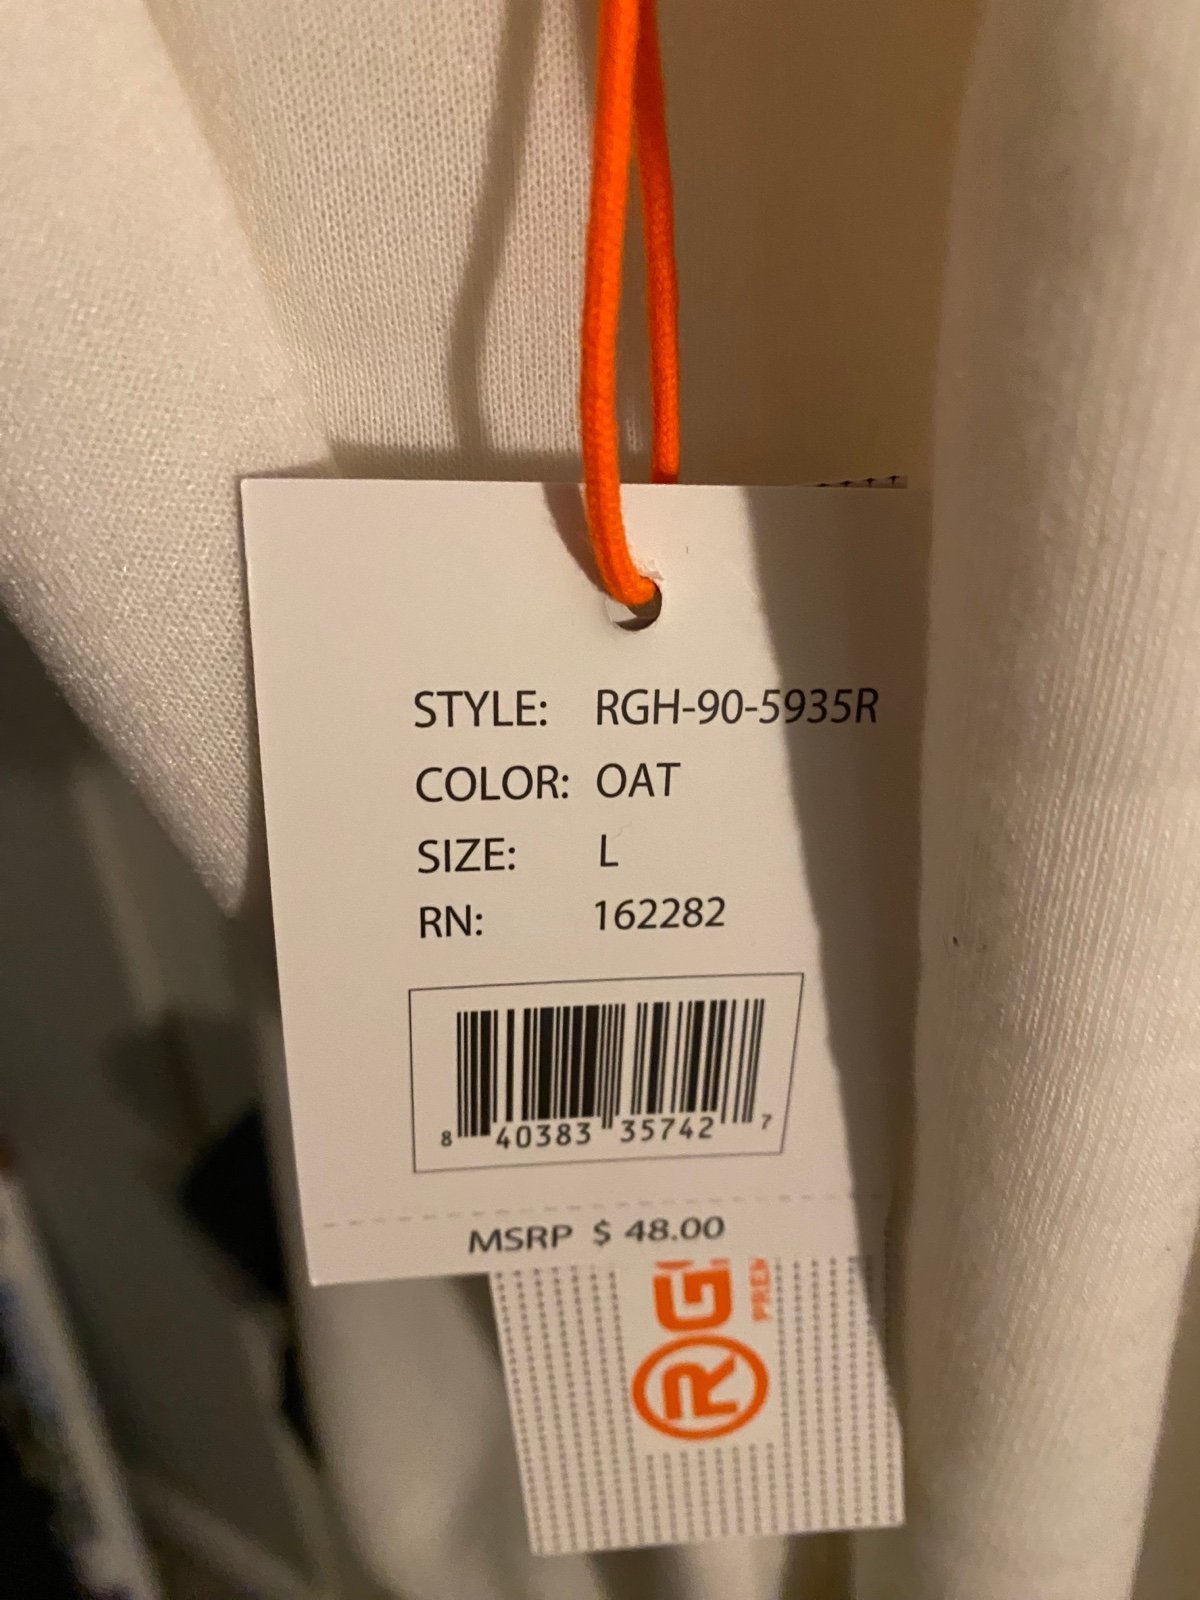 STYLE: RGH-90-5935R
COLOR: OAT
SIZE: L
RN: 162282
8 40383 35742 7
MSRP $ 48.00
RG